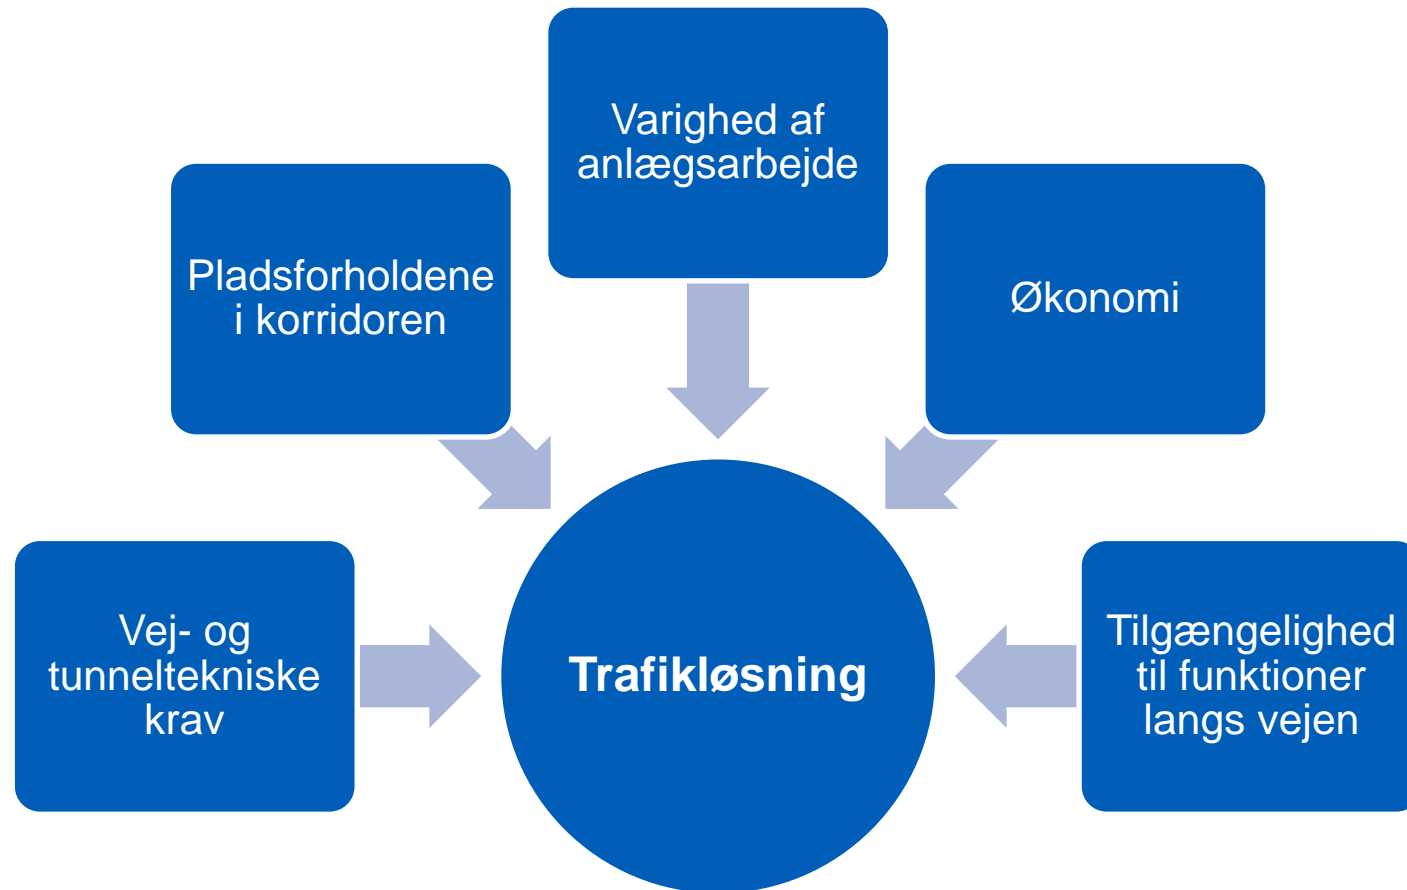 Varighed af
anlægsarbejde
Pladsforholdene
i korridoren
Økonomi
Vej- og
tunneltekniske
krav
Trafikløsning
Tilgængelighed
til funktioner
langs vejen